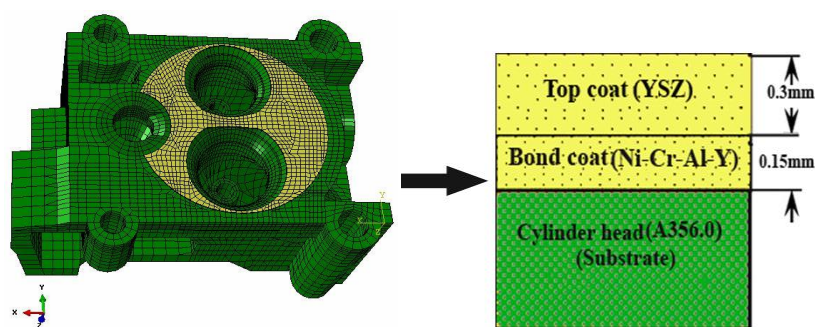 Top coat (YSZ)
0.3mm
Bond coat(Ni-Cr-Al-Y)
0.15mm
Cylinder head(A356.0)
(Substrate)
Y
X
Z
Y
X
Z